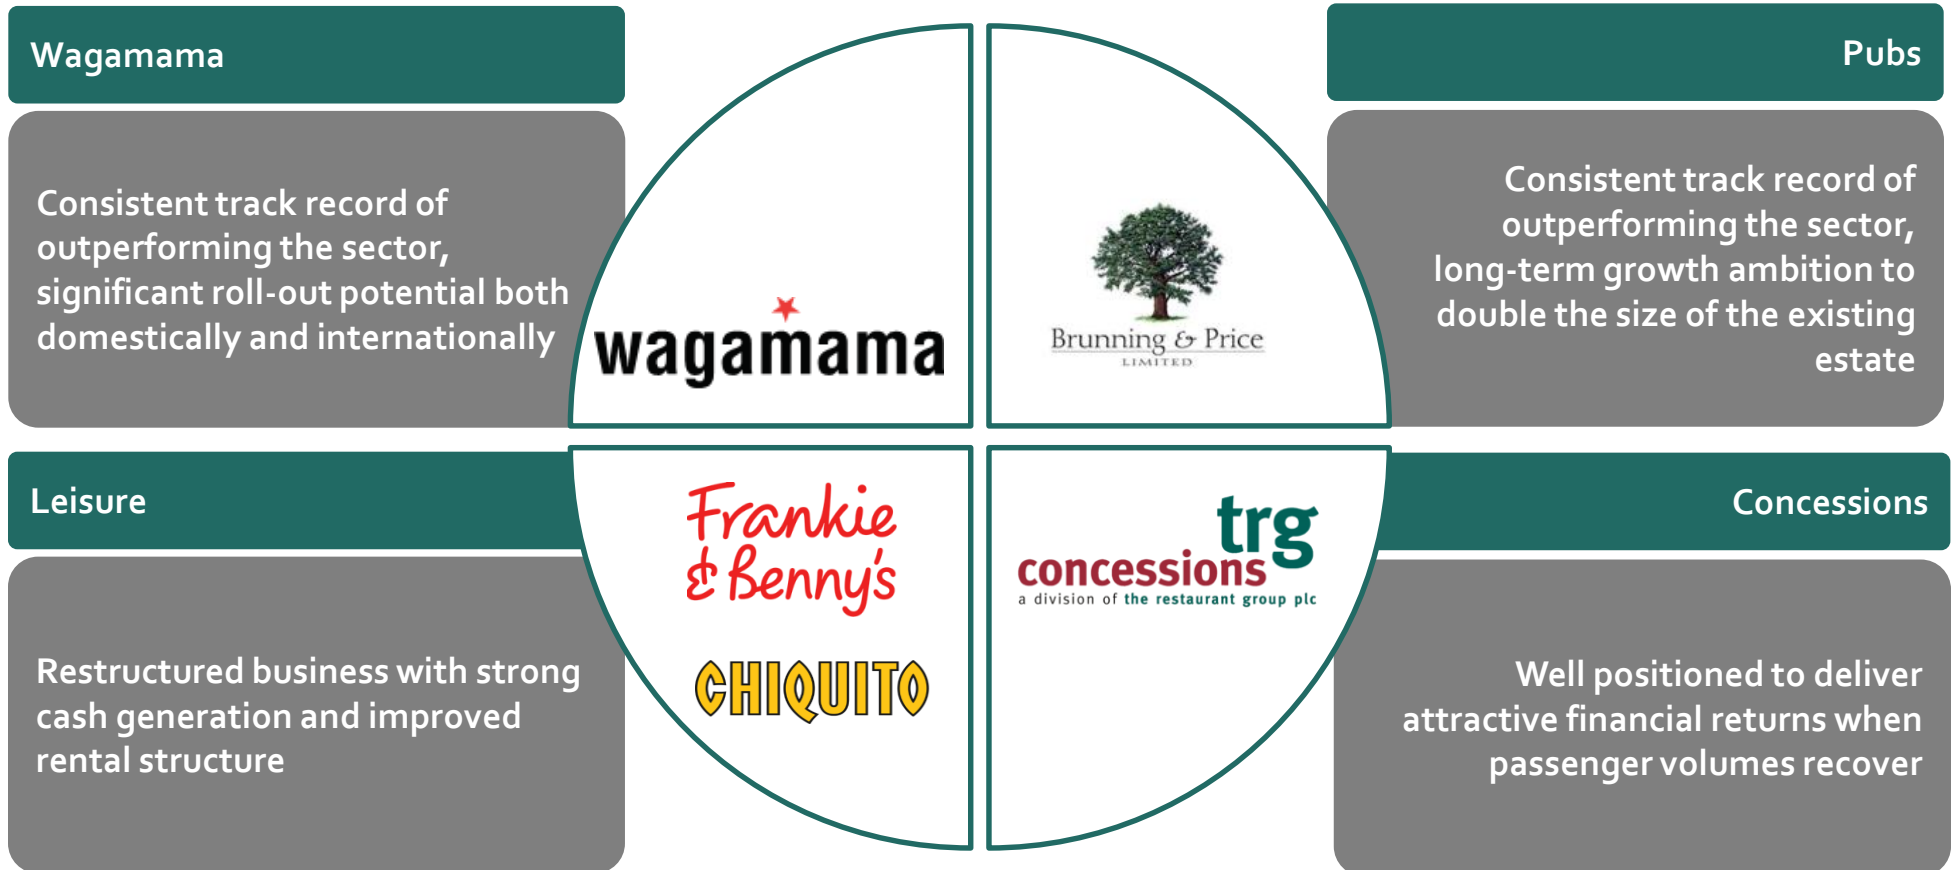 Wagamama
Consistent track record of
outperforming the sector,
significant roll-out potential both
domestically and internationally
wagamama
Pubs
Consistent track record of
outperforming the sector,
long-term growth ambition to
double the size of the existing
estate
Brunning & Price
LIMITED
Leisure
Restructured business with strong
cash generation and improved
rental structure
Frankie
& Benny's
CHIQUITO
Concessions
Well positioned to deliver
attractive financial returns when
passenger volumes recover
trg
concessions
a division of the restaurant group plc